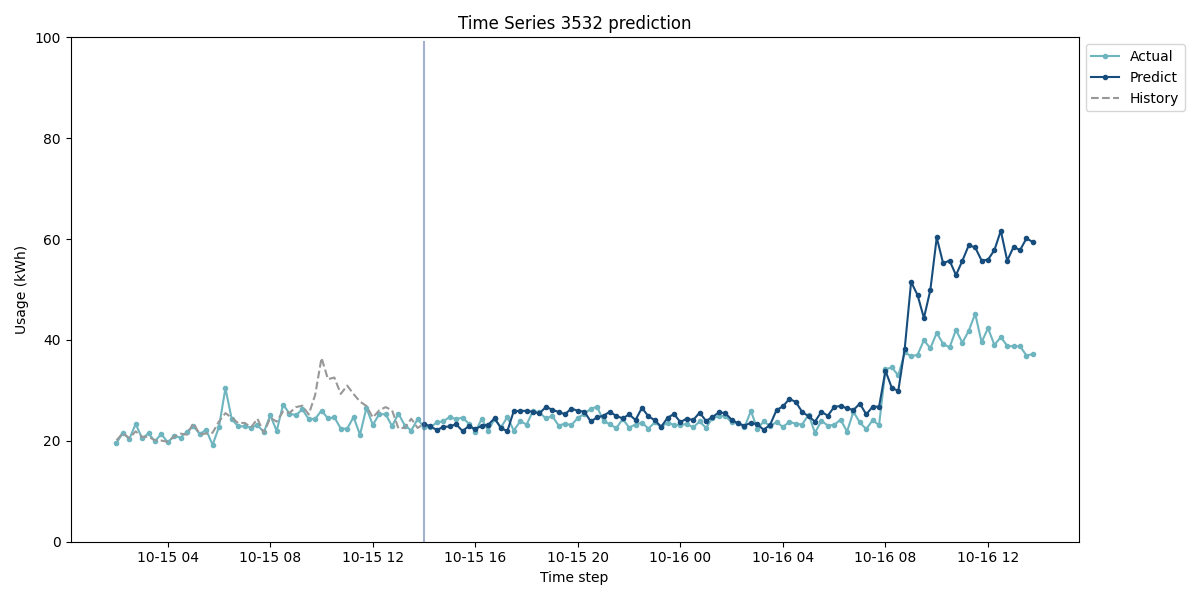 Time Series 3532 prediction
Usage (kWh)
100
80
60
40
20
0
10-15 04
10-15 08
10-15 12
10-15 16
10-15 20
10-16 00
10-16 04
10-16 08
10-16 12
Time step
Actual
Predict
History